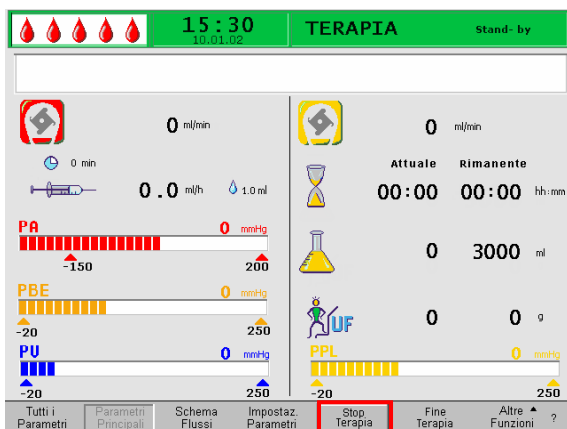 15:30
10.01.02
TERAPIA
Stand- by
0 ml/min
0 min
0.0 ml/h
1.0 ml
PA 0 mmHg
-150 200
PBE 0 mmHg
-20 250
PV 0 mmHg
-20 250
0 ml/min
Attuale Rimanente
00:00 00:00 hh:mm
0 3000 ml
UF 0 0 g
PPL 0 mmHg
-20 250
Tutti i Parametri
Parametri Principali
Schema Flussi
Impostaz. Parametri
Stop Terapia
Fine Terapia
Altre Funzioni
?